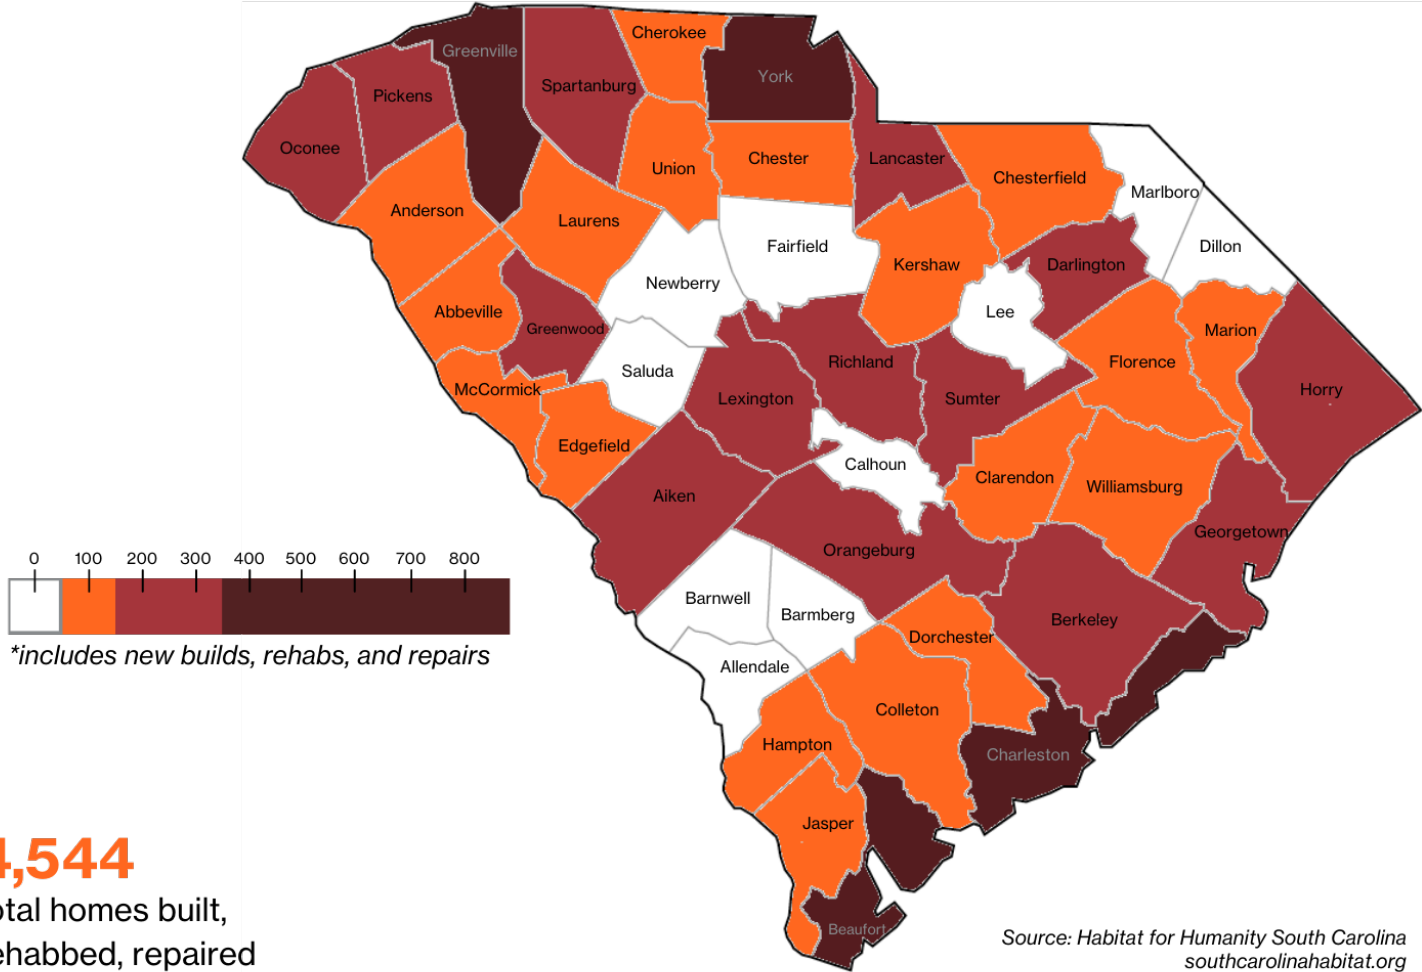 Cherokee
Greenville
York
Spartanburg
Pickens
Oconee
Union
Chester
Lancaster
Chesterfield
Marlboro
Anderson
Laurens
Fairfield
Dillon
Kershaw
Darlington
Newberry
Abbeville
Greenwood
Lee
Marion
Saluda
Richland
Florence
McCormick
Lexington
Sumter
Horry
Edgefield
Calhoun
Clarendon
Williamsburg
Aiken
Georgetown
Orangeburg
Barnwell
Barmberg
Berkeley
Dorchester
Allendale
Colleton
Hampton
Charleston
Jasper
Beaufort
0 100 200 300 400 500 600 700 800
*includes new builds, rehabs, and repairs
4,544
otal homes built,
ehabbed, repaired
Source: Habitat for Humanity South Carolina
southcarolinahabitat.org